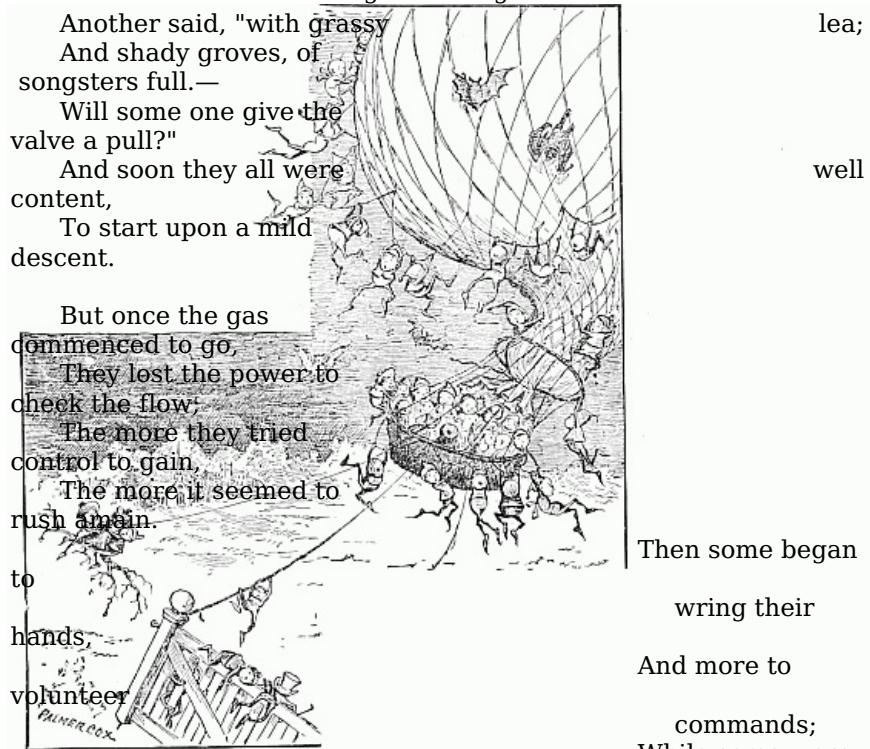 Another said, "with grassy lea;
And shady groves, of
songsters full.—
Will some one give the
valve a pull?"
And soon they all were well
content,
To start upon a mild
descent.
But once the gas
commenced to go,
They lost the power to
check the flow;
The more they tried
control to gain,
The more it seemed to
rush amain.
Then some began
to
wring their
hands,
And more to
volunteer
commands;
PALMER COX